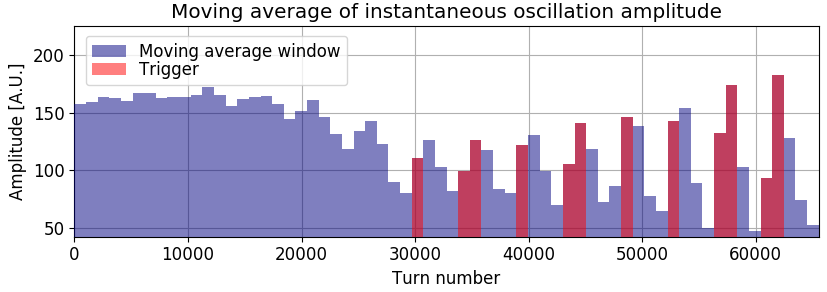 Moving average of instantaneous oscillation amplitude
Amplitude [A.U.]
200
150
100
50
Moving average window
Trigger
0 10000 20000 30000 40000 50000 60000
Turn number